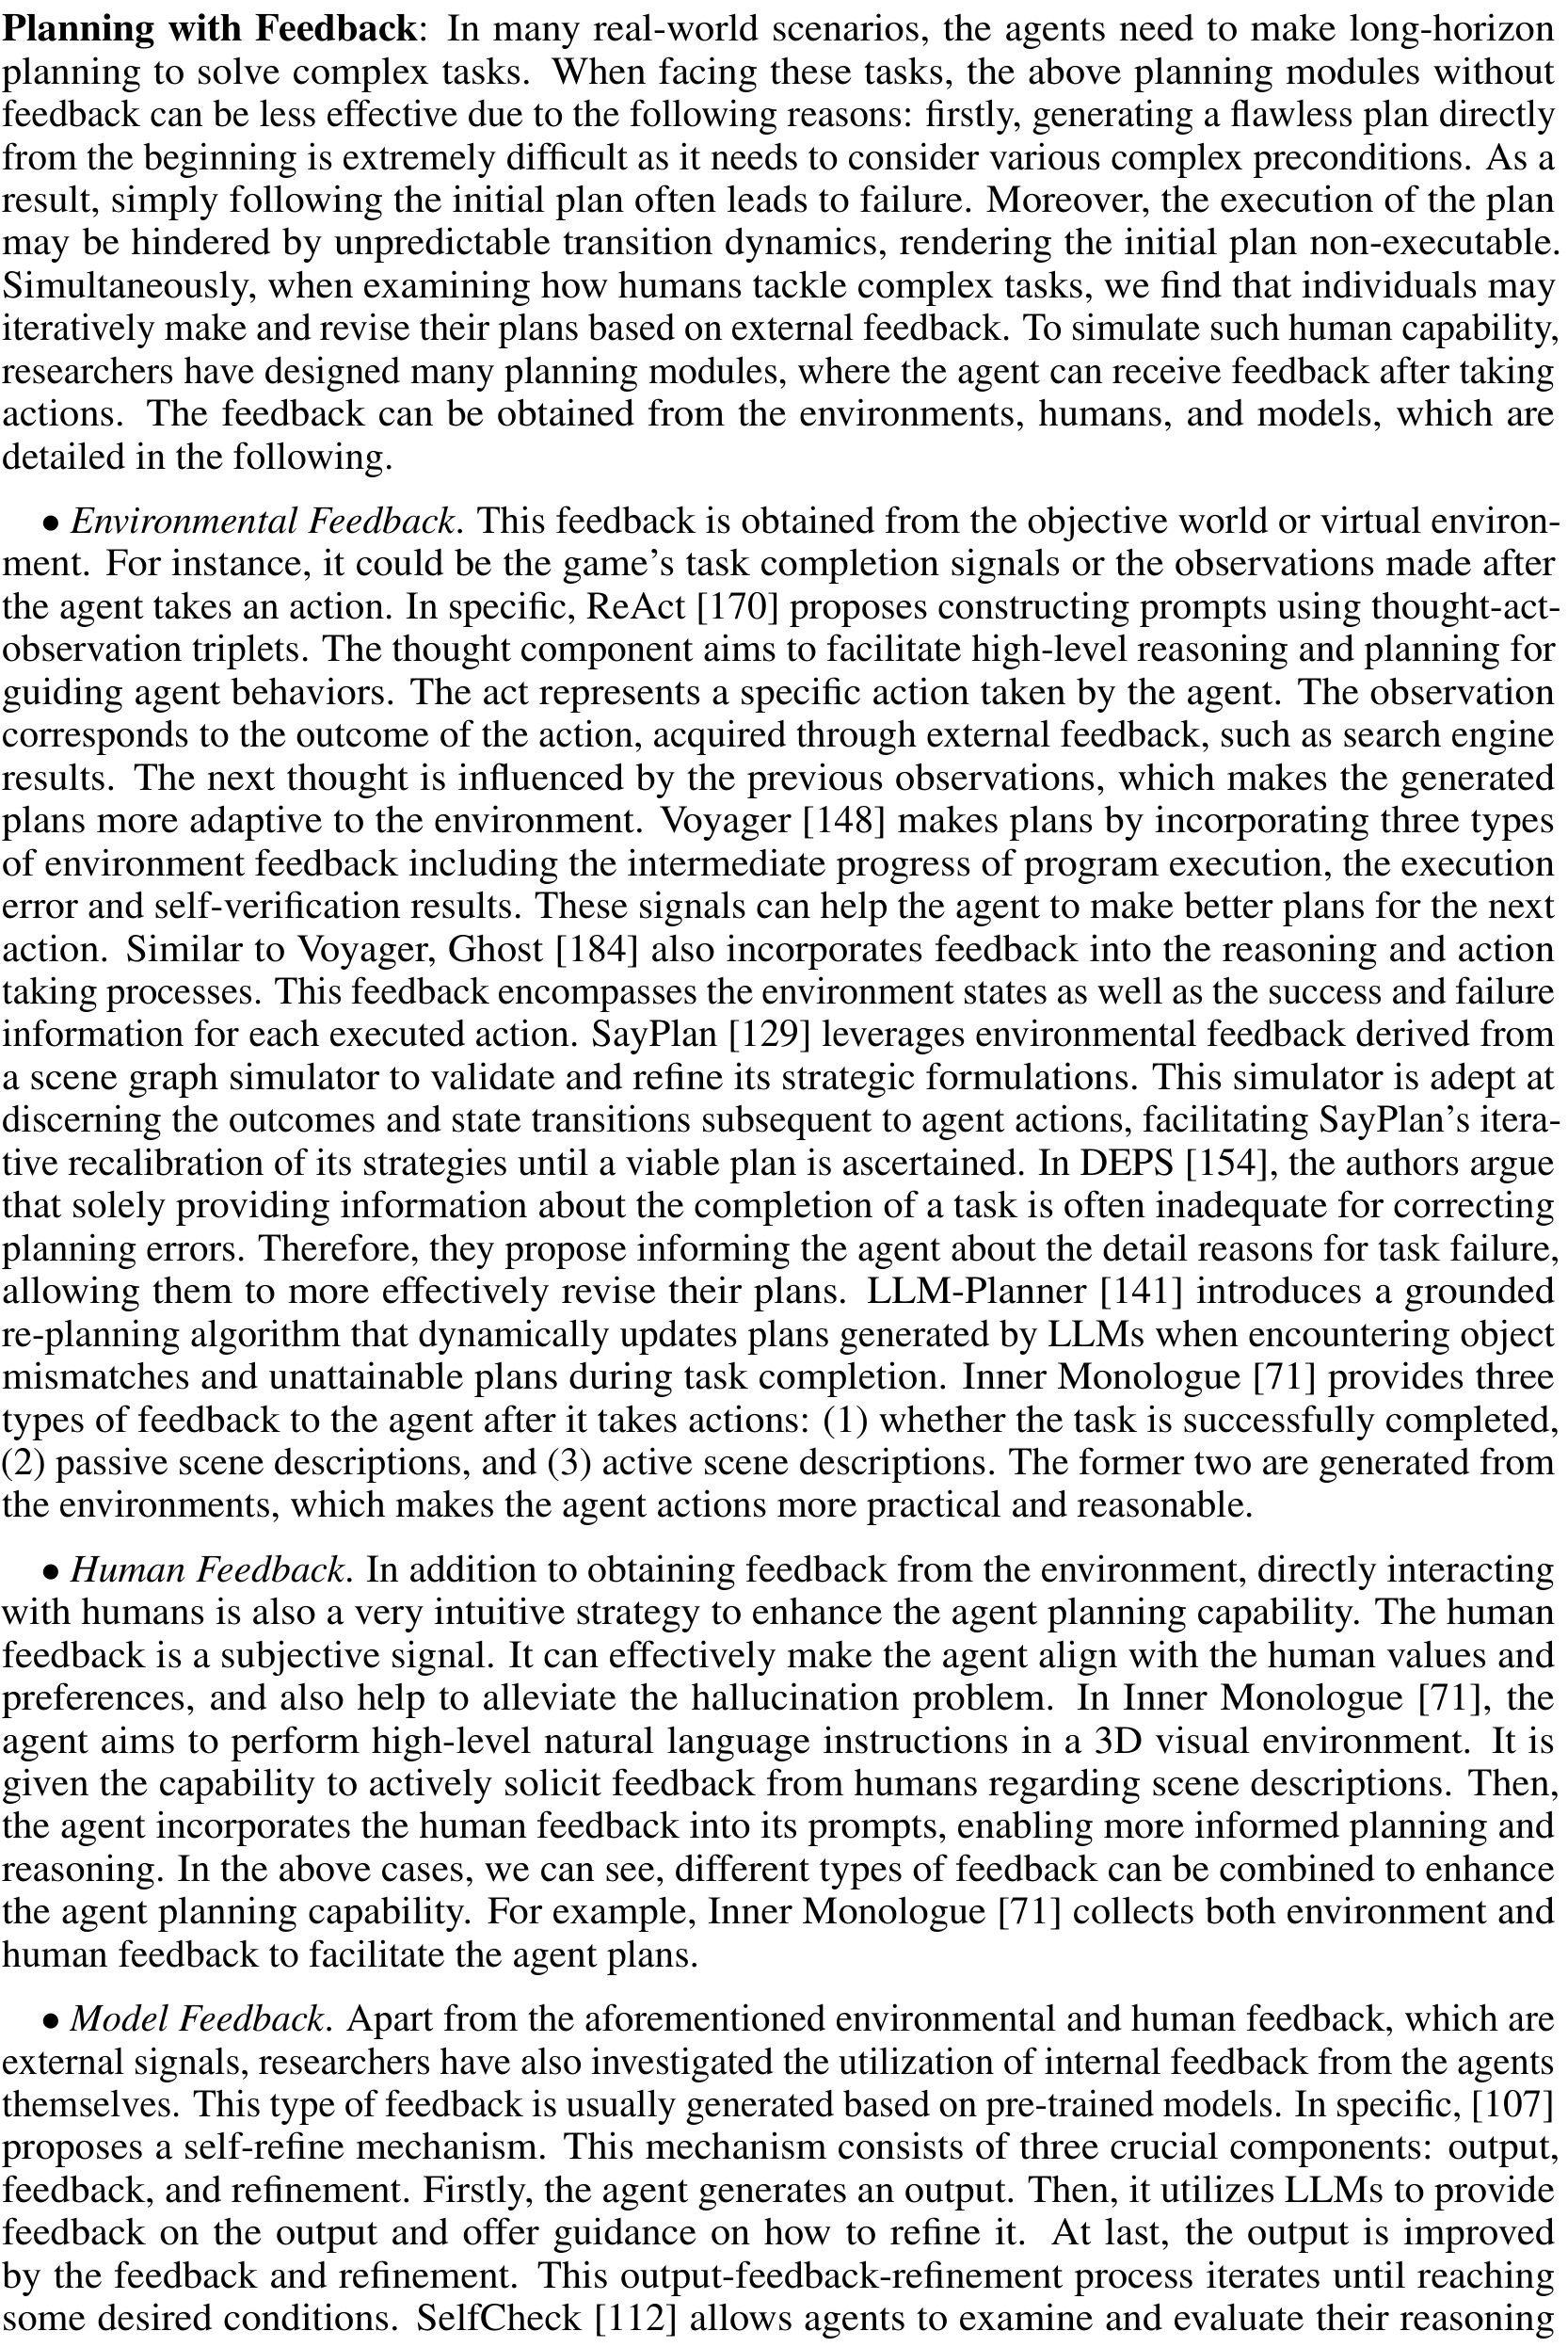 Planning with Feedback: In many real-world scenarios, the agents need to make long-horizon
planning to solve complex tasks. When facing these tasks, the above planning modules without
feedback can be less effective due to the following reasons: firstly, generating a flawless plan directly
from the beginning is extremely difficult as it needs to consider various complex preconditions. As a
result, simply following the initial plan often leads to failure. Moreover, the execution of the plan
may be hindered by unpredictable transition dynamics, rendering the initial plan non-executable.
Simultaneously, when examining how humans tackle complex tasks, we find that individuals may
iteratively make and revise their plans based on external feedback. To simulate such human capability,
researchers have designed many planning modules, where the agent can receive feedback after taking
actions. The feedback can be obtained from the environments, humans, and models, which are
detailed in the following.
• Environmental Feedback. This feedback is obtained from the objective world or virtual environ-
ment. For instance, it could be the game's task completion signals or the observations made after
the agent takes an action. In specific, ReAct [170] proposes constructing prompts using thought-act-
observation triplets. The thought component aims to facilitate high-level reasoning and planning for
guiding agent behaviors. The act represents a specific action taken by the agent. The observation
corresponds to the outcome of the action, acquired through external feedback, such as search engine
results. The next thought is influenced by the previous observations, which makes the generated
plans more adaptive to the environment. Voyager [148] makes plans by incorporating three types
of environment feedback including the intermediate progress of program execution, the execution
error and self-verification results. These signals can help the agent to make better plans for the next
action. Similar to Voyager, Ghost [184] also incorporates feedback into the reasoning and action
taking processes. This feedback encompasses the environment states as well as the success and failure
information for each executed action. SayPlan [129] leverages environmental feedback derived from
a scene graph simulator to validate and refine its strategic formulations. This simulator is adept at
discerning the outcomes and state transitions subsequent to agent actions, facilitating SayPlan's itera-
tive recalibration of its strategies until a viable plan is ascertained. In DEPS [154], the authors argue
that solely providing information about the completion of a task is often inadequate for correcting
planning errors. Therefore, they propose informing the agent about the detail reasons for task failure,
allowing them to more effectively revise their plans. LLM-Planner [141] introduces a grounded
re-planning algorithm that dynamically updates plans generated by LLMs when encountering object
mismatches and unattainable plans during task completion. Inner Monologue [71] provides three
types of feedback to the agent after it takes actions: (1) whether the task is successfully completed,
(2) passive scene descriptions, and (3) active scene descriptions. The former two are generated from
the environments, which makes the agent actions more practical and reasonable.
• Human Feedback. In addition to obtaining feedback from the environment, directly interacting
with humans is also a very intuitive strategy to enhance the agent planning capability. The human
feedback is a subjective signal. It can effectively make the agent align with the human values and
preferences, and also help to alleviate the hallucination problem. In Inner Monologue [71], the
agent aims to perform high-level natural language instructions in a 3D visual environment. It is
given the capability to actively solicit feedback from humans regarding scene descriptions. Then,
the agent incorporates the human feedback into its prompts, enabling more informed planning and
reasoning. In the above cases, we can see, different types of feedback can be combined to enhance
the agent planning capability. For example, Inner Monologue [71] collects both environment and
human feedback to facilitate the agent plans.
• Model Feedback. Apart from the aforementioned environmental and human feedback, which are
external signals, researchers have also investigated the utilization of internal feedback from the agents
themselves. This type of feedback is usually generated based on pre-trained models. In specific, [107]
proposes a self-refine mechanism. This mechanism consists of three crucial components: output,
feedback, and refinement. Firstly, the agent generates an output. Then, it utilizes LLMs to provide
feedback on the output and offer guidance on how to refine it. At last, the output is improved
by the feedback and refinement. This output-feedback-refinement process iterates until reaching
some desired conditions. SelfCheck [112] allows agents to examine and evaluate their reasoning